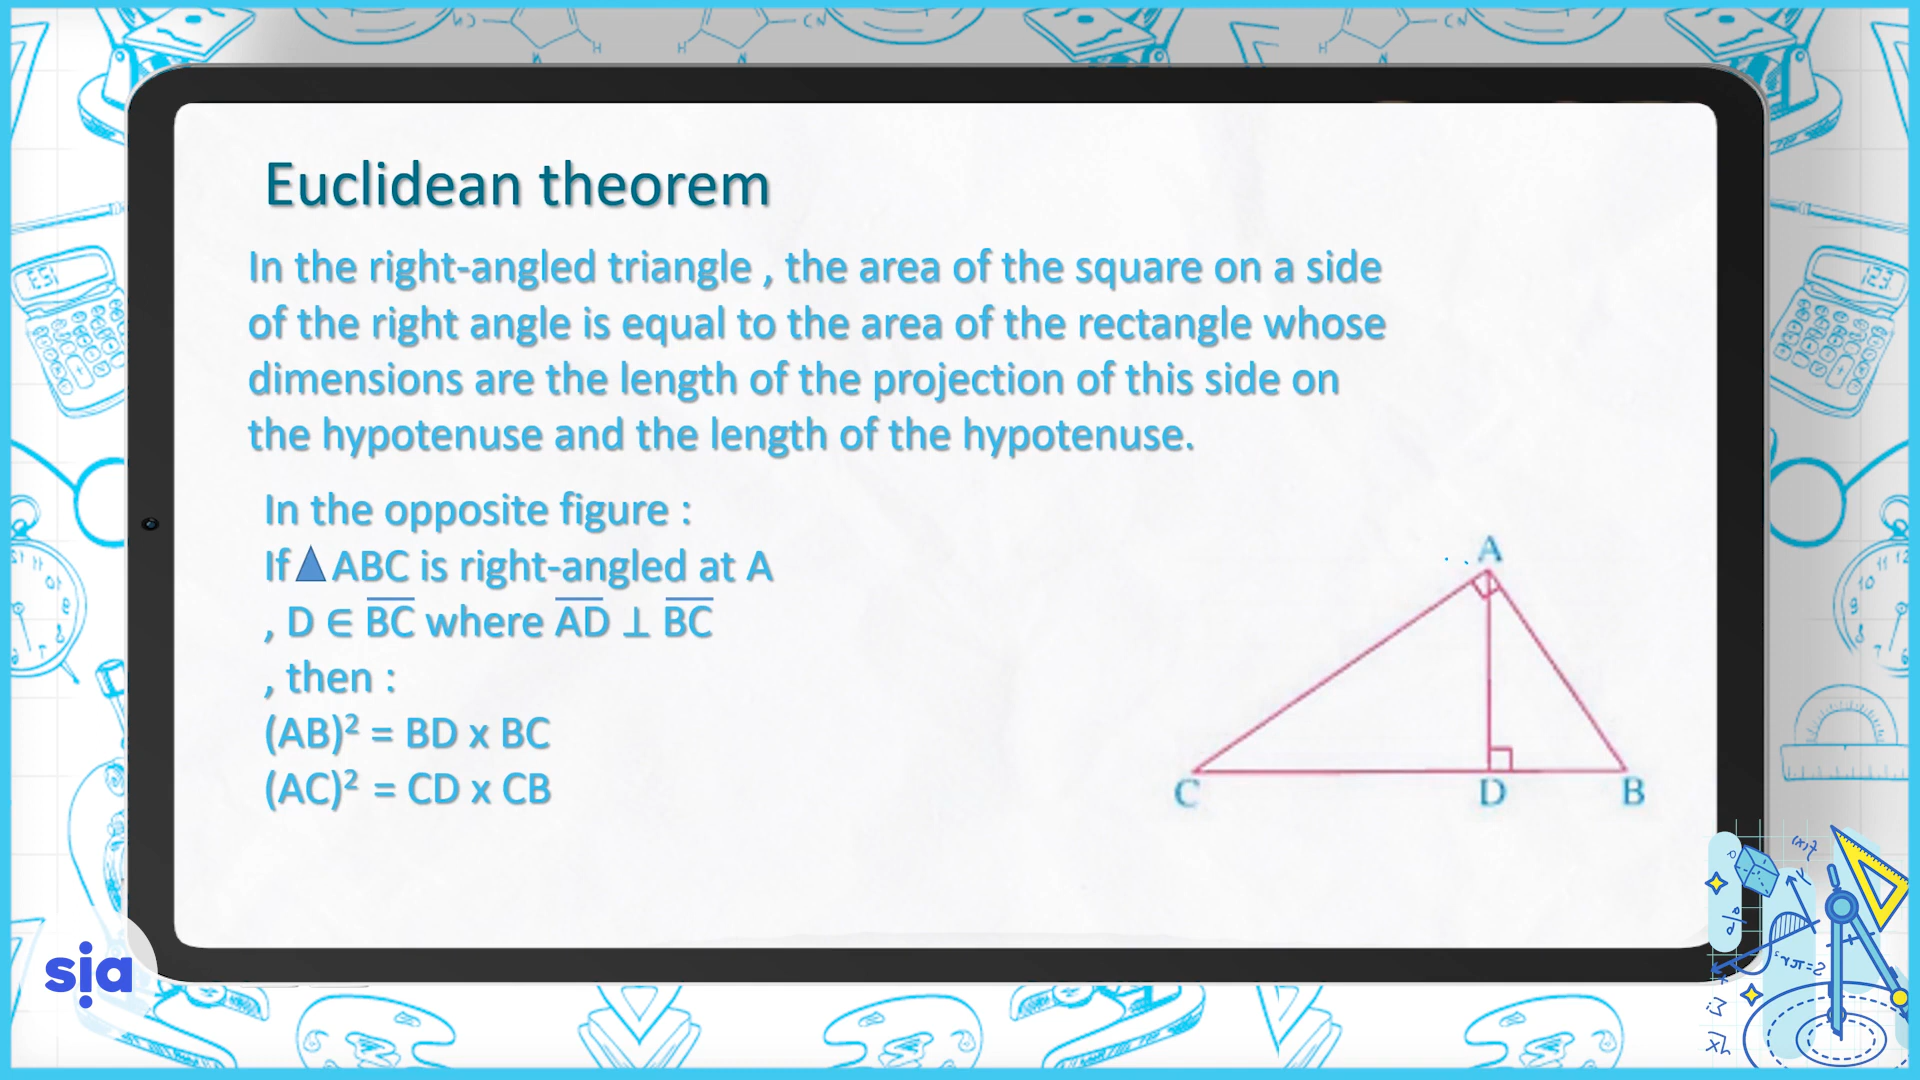 Euclidean theorem
In the right-angled triangle , the area of the square on a side
of the right angle is equal to the area of the rectangle whose
dimensions are the length of the projection of this side on
the hypotenuse and the length of the hypotenuse.
In the opposite figure :
If ▲ ABC is right-angled at A
, D ∈ B̅C̅ where A̅D̅ ⊥ B̅C̅
, then :
(AB)² = BD x BC
(AC)² = CD x CB
A
C
D
B
sia